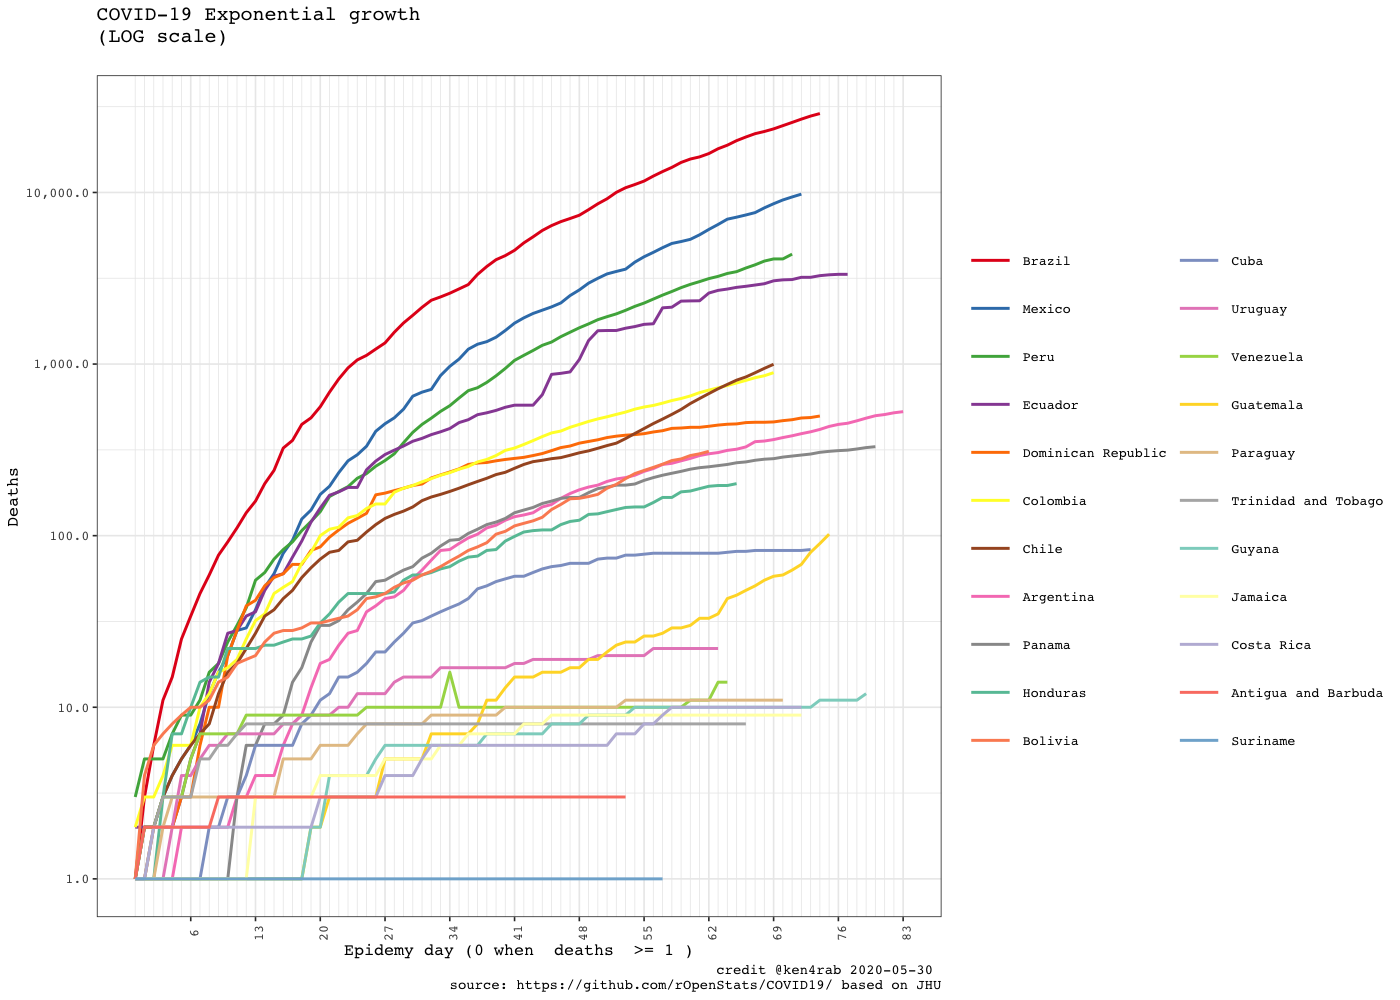 COVID-19 Exponential growth
(LOG scale)
Deaths
10,000.0
1,000.0
100.0
10.0
1.0
6 13 20 27 34 41 48 55 62 69 76 83
Epidemy day (0 when deaths >= 1 )
credit @ken4rab 2020-05-30
source: https://github.com/rOpenStats/COVID19/ based on JHU
Brazil
Mexico
Peru
Ecuador
Dominican Republic
Colombia
Chile
Argentina
Panama
Honduras
Bolivia
Cuba
Uruguay
Venezuela
Guatemala
Paraguay
Trinidad and Tobago
Guyana
Jamaica
Costa Rica
Antigua and Barbuda
Suriname